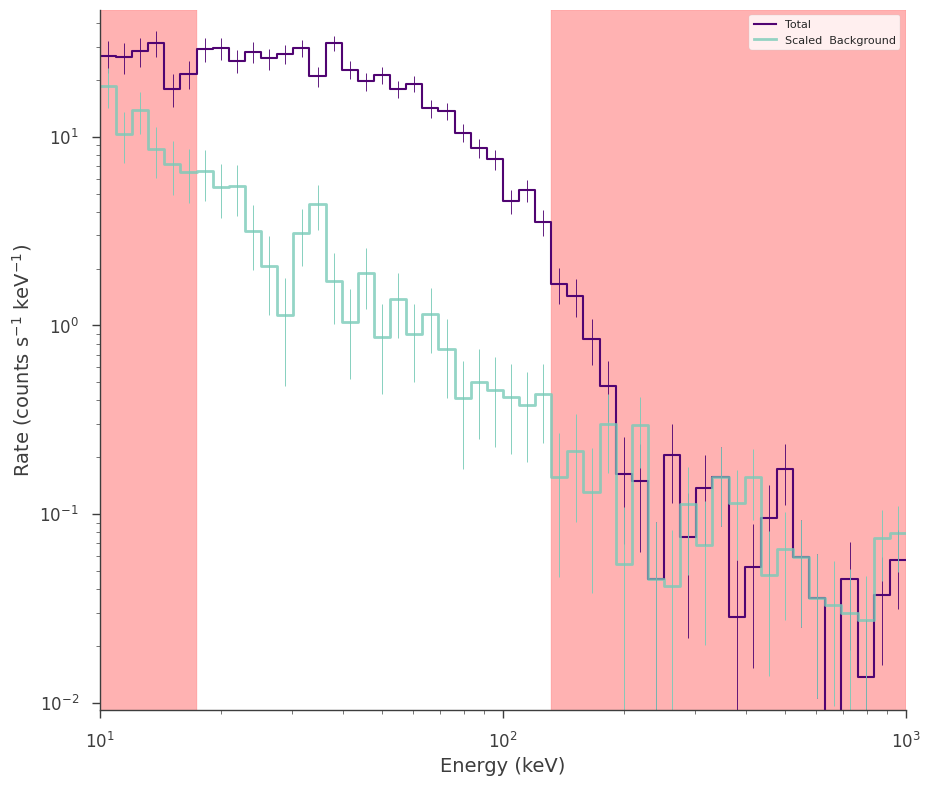 Total
Scaled  Background
Rate (counts s⁻¹ keV⁻¹)
10¹
10⁰
10⁻¹
10⁻²
10¹
10²
10³
Energy (keV)